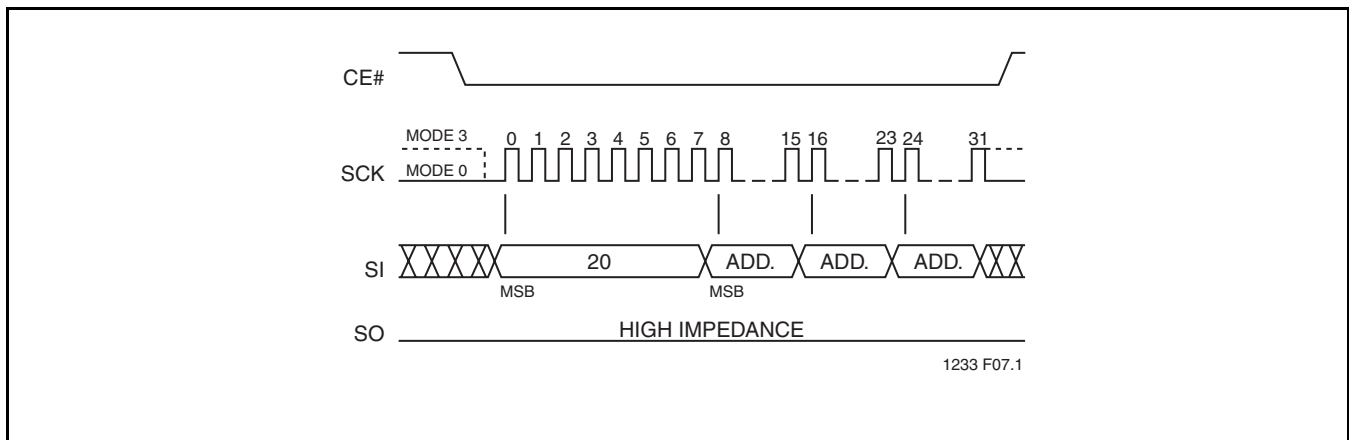 CE#
MODE 3
0 1 2 3 4 5 6 7 8 15 16 23 24 31
SCK
MODE 0
SI
20
ADD.
ADD.
ADD.
MSB
MSB
SO
HIGH IMPEDANCE
1233 F07.1